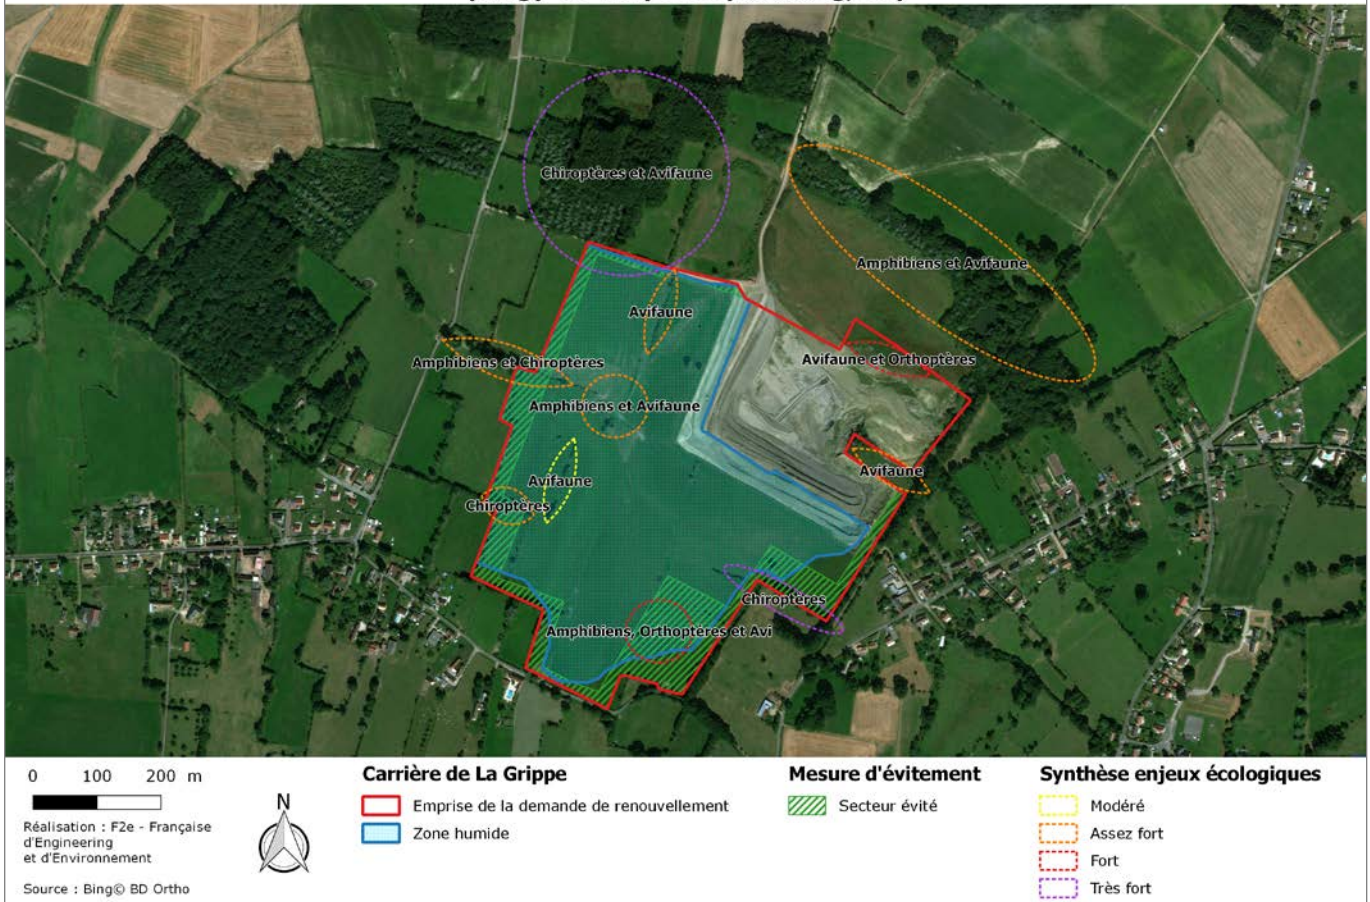 Chiroptères et Avifaune
Amphibiens et Avifaune
Avifaune
Amphibiens et Chiroptères
Avifaune et Orthoptères
Amphibiens et Avifaune
Avifaune
Avifaune
Chiroptères
Chiroptères
Amphibiens, Orthoptères et Avi
0 100 200 m
N
Réalisation : F2e - Française
d'Engineering
et d'Environnement
Source : Bing© BD Ortho
Carrière de La Grippe
Emprise de la demande de renouvellement
Zone humide
Mesure d'évitement
Secteur évité
Synthèse enjeux écologiques
Modéré
Assez fort
Fort
Très fort